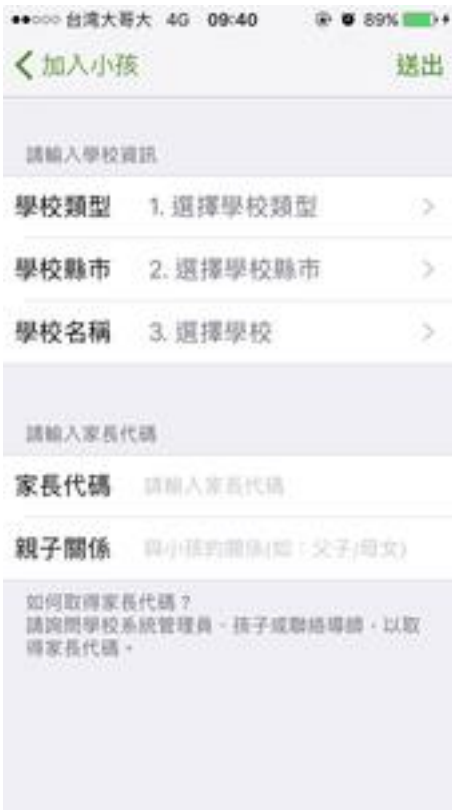 台湾大哥大 4G 09:40 89%
加入小孩 送出
請輸入學校資訊
學校類型 1. 選擇學校類型
學校縣市 2. 選擇學校縣市
學校名稱 3. 選擇學校
請輸入家長代碼
家長代碼 請輸入家長代碼
親子關係 與小孩的關係(如：父子/母女)
如何取得家長代碼？
請詢問學校系統管理員、孩子或聯絡導師，以取
得家長代碼。